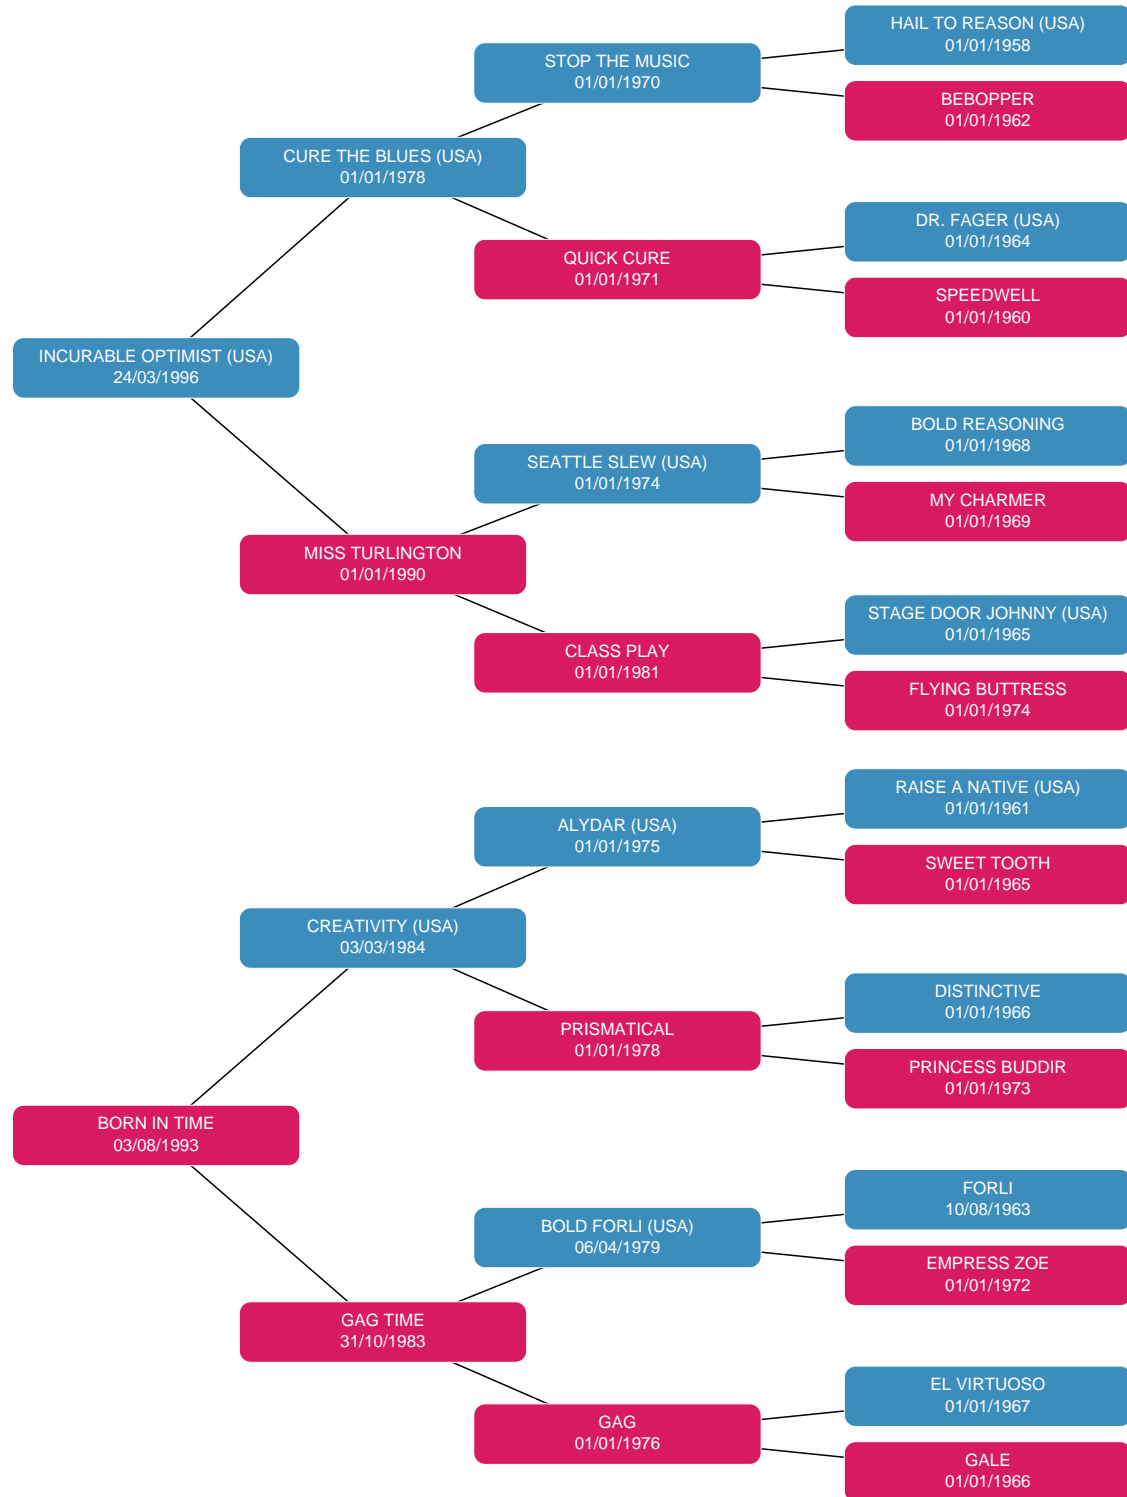 HAIL TO REASON (USA)
01/01/1958
STOP THE MUSIC
01/01/1970
BEBOPPER
01/01/1962
CURE THE BLUES (USA)
01/01/1978
DR. FAGER (USA)
01/01/1964
QUICK CURE
01/01/1971
SPEEDWELL
01/01/1960
INCURABLE OPTIMIST (USA)
24/03/1996
BOLD REASONING
01/01/1968
SEATTLE SLEW (USA)
01/01/1974
MY CHARMER
01/01/1969
MISS TURLINGTON
01/01/1990
STAGE DOOR JOHNNY (USA)
01/01/1965
CLASS PLAY
01/01/1981
FLYING BUTTRESS
01/01/1974
RAISE A NATIVE (USA)
01/01/1961
ALYDAR (USA)
01/01/1975
SWEET TOOTH
01/01/1965
CREATIVITY (USA)
03/03/1984
DISTINCTIVE
01/01/1966
PRISMATICAL
01/01/1978
PRINCESS BUDDIR
01/01/1973
BORN IN TIME
03/08/1993
FORLI
10/08/1963
BOLD FORLI (USA)
06/04/1979
EMPRESS ZOE
01/01/1972
GAG TIME
31/10/1983
EL VIRTUOSO
01/01/1967
GAG
01/01/1976
GALE
01/01/1966